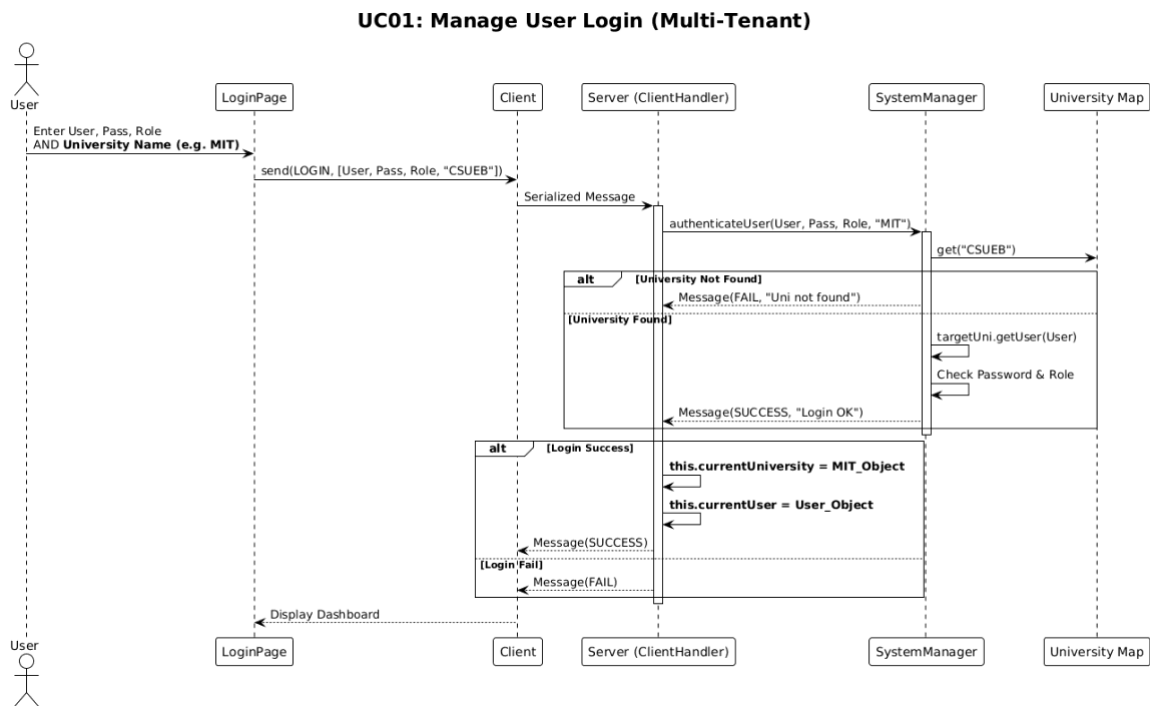 UC01: Manage User Login (Multi-Tenant)
User
LoginPage
Client
Server (ClientHandler)
SystemManager
University Map
Enter User, Pass, Role
AND University Name (e.g. MIT)
send(LOGIN, [User, Pass, Role, "CSUEB"])
Serialized Message
authenticateUser(User, Pass, Role, "MIT")
get("CSUEB")
alt
[University Not Found]
Message(FAIL, "Uni not found")
[University Found]
targetUni.getUser(User)
Check Password & Role
Message(SUCCESS, "Login OK")
alt
[Login Success]
this.currentUniversity = MIT_Object
this.currentUser = User_Object
Message(SUCCESS)
[Login Fail]
Message(FAIL)
Display Dashboard
User
LoginPage
Client
Server (ClientHandler)
SystemManager
University Map